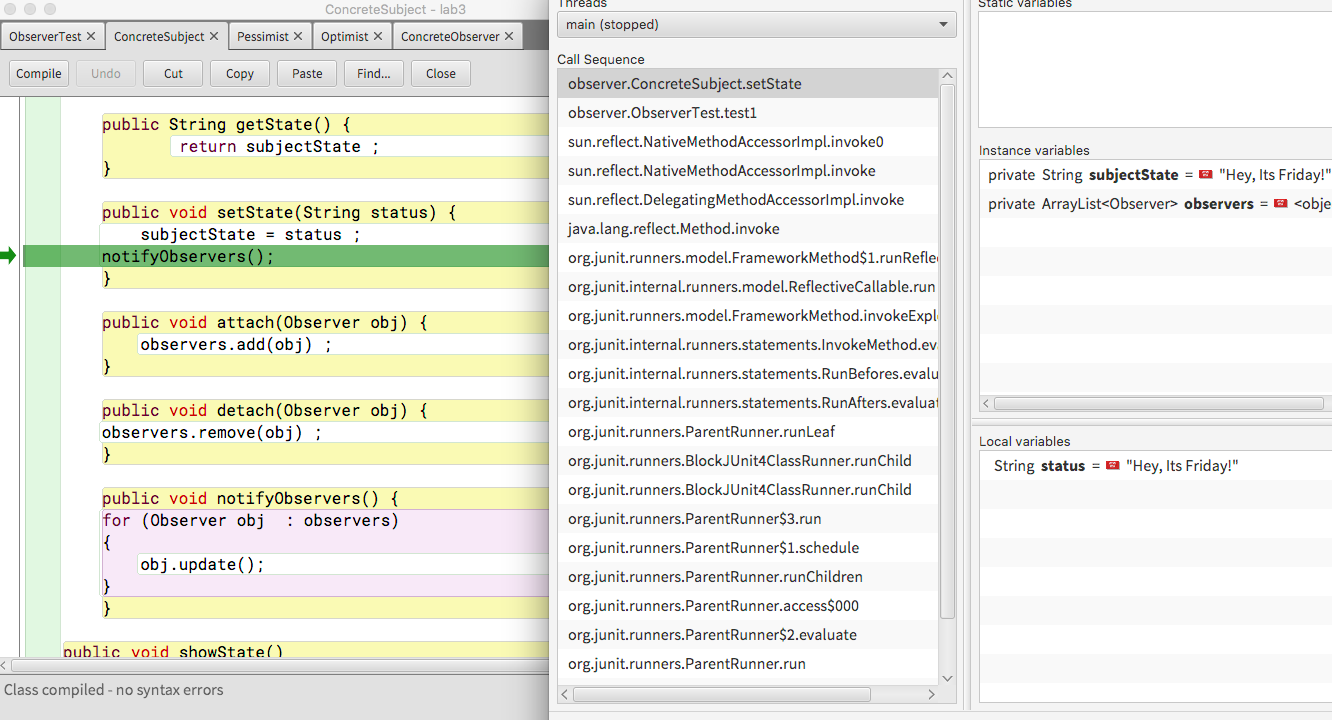 ConcreteSubject - lab3
ObserverTest ✕ ConcreteSubject ✕ Pessimist ✕ Optimist ✕ ConcreteObserver ✕
Compile Undo Cut Copy Paste Find... Close
public String getState() {
return subjectState ;
}
public void setState(String status) {
subjectState = status ;
notifyObservers();
}
public void attach(Observer obj) {
observers.add(obj) ;
}
public void detach(Observer obj) {
observers.remove(obj) ;
}
public void notifyObservers() {
for (Observer obj  : observers)
{
obj.update();
}
}
public void showState()
Class compiled - no syntax errors
Threads
main (stopped)
Call Sequence
observer.ConcreteSubject.setState
observer.ObserverTest.test1
sun.reflect.NativeMethodAccessorImpl.invoke0
sun.reflect.NativeMethodAccessorImpl.invoke
sun.reflect.DelegatingMethodAccessorImpl.invoke
java.lang.reflect.Method.invoke
org.junit.runners.model.FrameworkMethod$1.runReflec
org.junit.internal.runners.model.ReflectiveCallable.run
org.junit.runners.model.FrameworkMethod.invokeExpl
org.junit.internal.runners.statements.InvokeMethod.ev
org.junit.internal.runners.statements.RunBefores.evalu
org.junit.internal.runners.statements.RunAfters.evaluat
org.junit.runners.ParentRunner.runLeaf
org.junit.runners.BlockJUnit4ClassRunner.runChild
org.junit.runners.BlockJUnit4ClassRunner.runChild
org.junit.runners.ParentRunner$3.run
org.junit.runners.ParentRunner$1.schedule
org.junit.runners.ParentRunner.runChildren
org.junit.runners.ParentRunner.access$000
org.junit.runners.ParentRunner$2.evaluate
org.junit.runners.ParentRunner.run
Static variables
Instance variables
private String subjectState = "Hey, Its Friday!"
private ArrayList<Observer> observers = <obje
Local variables
String status = "Hey, Its Friday!"